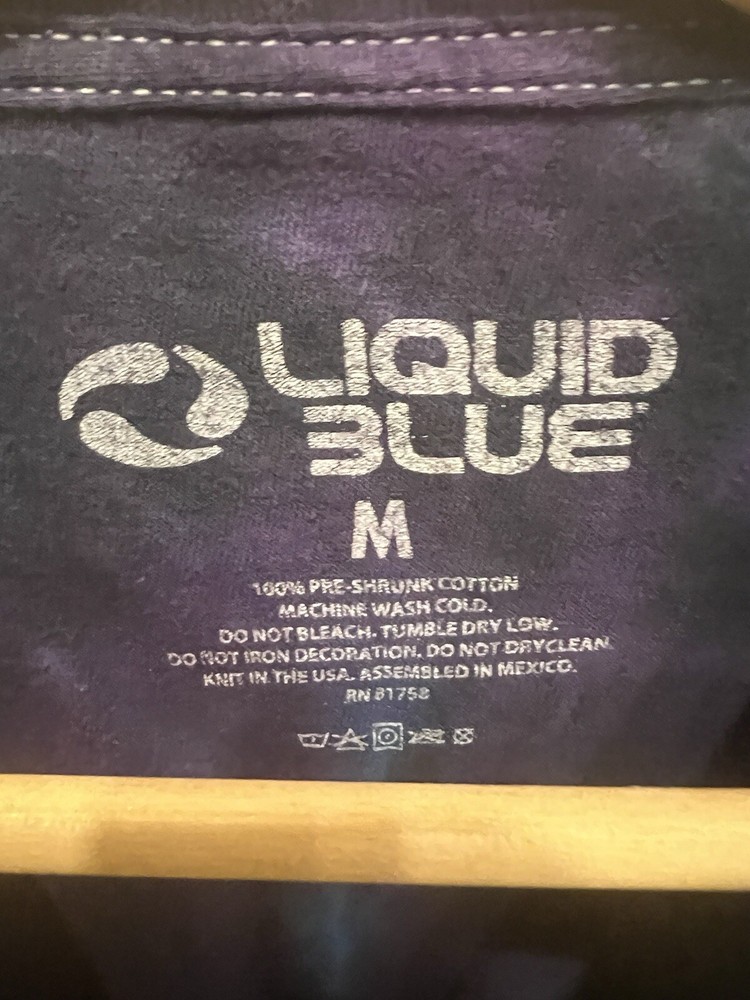 LIQUID
BLUE
M
100% PRE-SHRUNK COTTON
MACHINE WASH COLD.
DO NOT BLEACH. TUMBLE DRY LOW.
DO NOT IRON DECORATION. DO NOT DRYCLEAN.
KNIT IN THE USA. ASSEMBLED IN MEXICO.
RN 81758